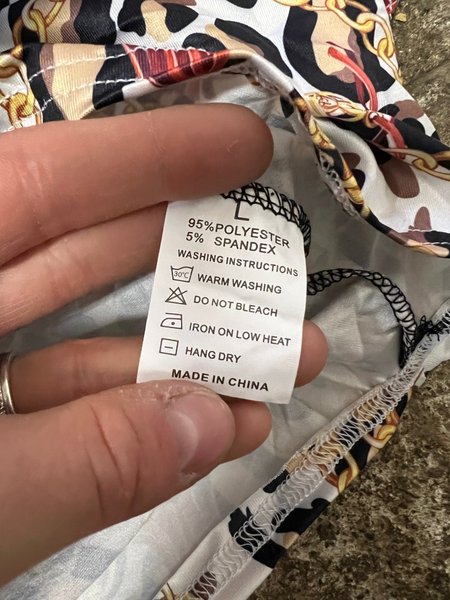 L
95%POLYESTER
5% SPANDEX
WASHING INSTRUCTIONS
30°C WARM WASHING
DO NOT BLEACH
IRON ON LOW HEAT
HANG DRY
MADE IN CHINA